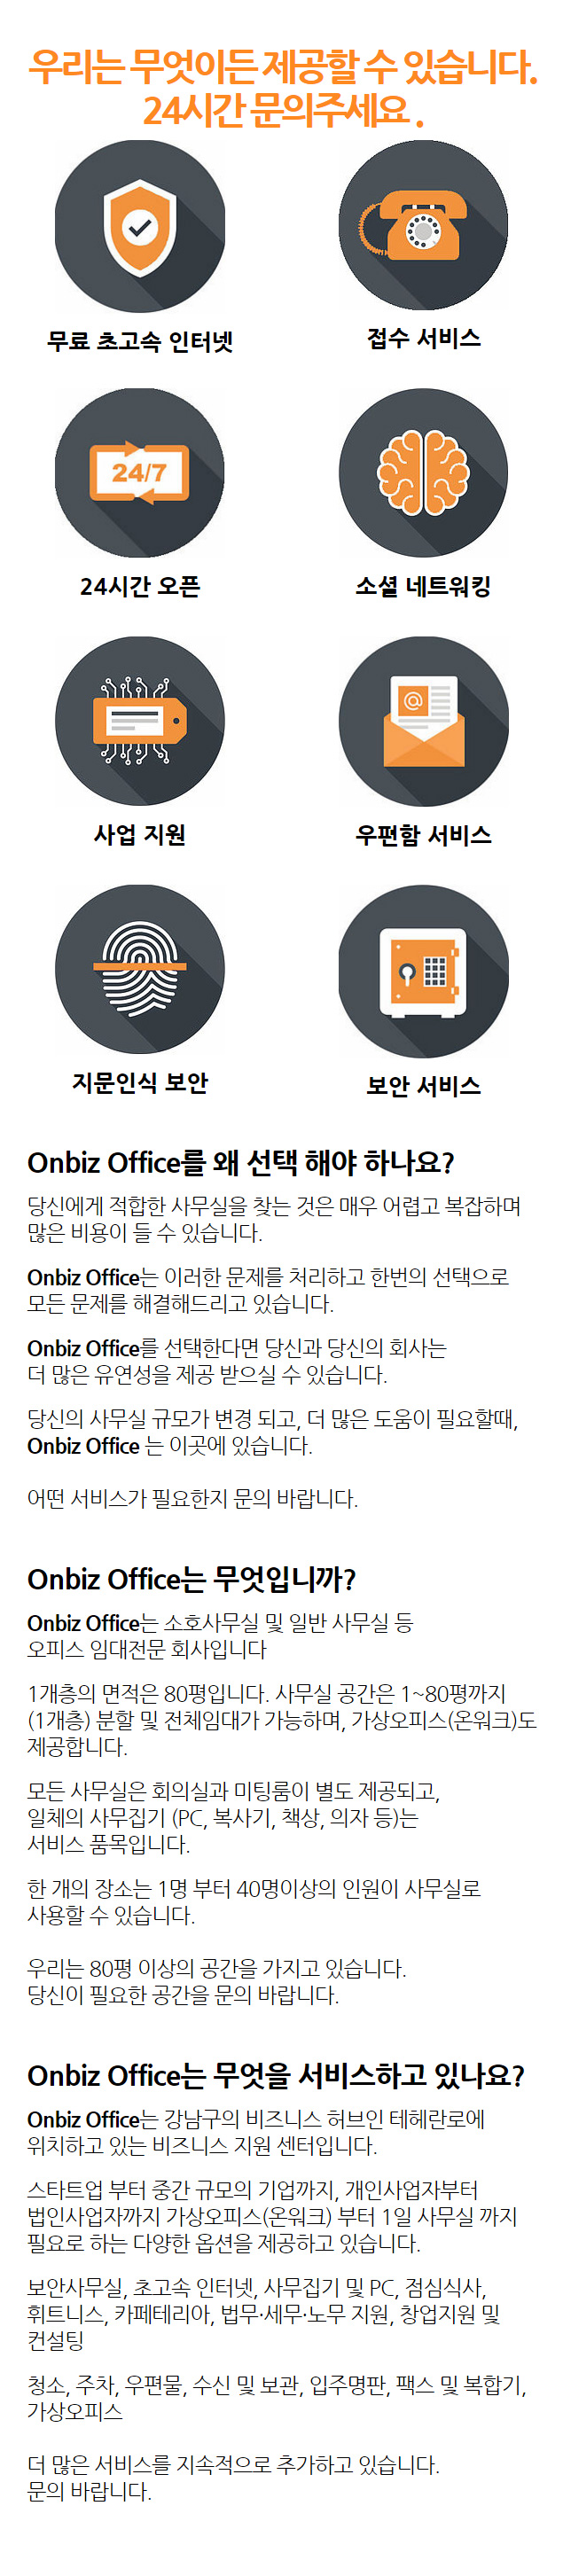 우리는 무엇이든 제공할 수 있습니다.
24시간 문의주세요 .
무료 초고속 인터넷
접수 서비스
24/7
24시간 오픈
소셜 네트워킹
@
사업 지원
우편함 서비스
지문인식 보안
보안 서비스
Onbiz Office를 왜 선택 해야 하나요?
당신에게 적합한 사무실을 찾는 것은 매우 어렵고 복잡하며
많은 비용이 들 수 있습니다.
Onbiz Office는 이러한 문제를 처리하고 한번의 선택으로
모든 문제를 해결해드리고 있습니다.
Onbiz Office를 선택한다면 당신과 당신의 회사는
더 많은 유연성을 제공 받으실 수 있습니다.
당신의 사무실 규모가 변경 되고, 더 많은 도움이 필요할때,
Onbiz Office 는 이곳에 있습니다.
어떤 서비스가 필요한지 문의 바랍니다.
Onbiz Office는 무엇입니까?
Onbiz Office는 소호사무실 및 일반 사무실 등
오피스 임대전문 회사입니다
1개층의 면적은 80평입니다. 사무실 공간은 1~80평까지
(1개층) 분할 및 전체임대가 가능하며, 가상오피스(온워크)도
제공합니다.
모든 사무실은 회의실과 미팅룸이 별도 제공되고,
일체의 사무집기 (PC, 복사기, 책상, 의자 등)는
서비스 품목입니다.
한 개의 장소는 1명 부터 40명이상의 인원이 사무실로
사용할 수 있습니다.
우리는 80평 이상의 공간을 가지고 있습니다.
당신이 필요한 공간을 문의 바랍니다.
Onbiz Office는 무엇을 서비스하고 있나요?
Onbiz Office는 강남구의 비즈니스 허브인 테헤란로에
위치하고 있는 비즈니스 지원 센터입니다.
스타트업 부터 중간 규모의 기업까지, 개인사업자부터
법인사업자까지 가상오피스(온워크) 부터 1일 사무실 까지
필요로 하는 다양한 옵션을 제공하고 있습니다.
보안사무실, 초고속 인터넷, 사무집기 및 PC, 점심식사,
휘트니스, 카페테리아, 법무·세무·노무 지원, 창업지원 및
컨설팅
청소, 주차, 우편물, 수신 및 보관, 입주명판, 팩스 및 복합기,
가상오피스
더 많은 서비스를 지속적으로 추가하고 있습니다.
문의 바랍니다.